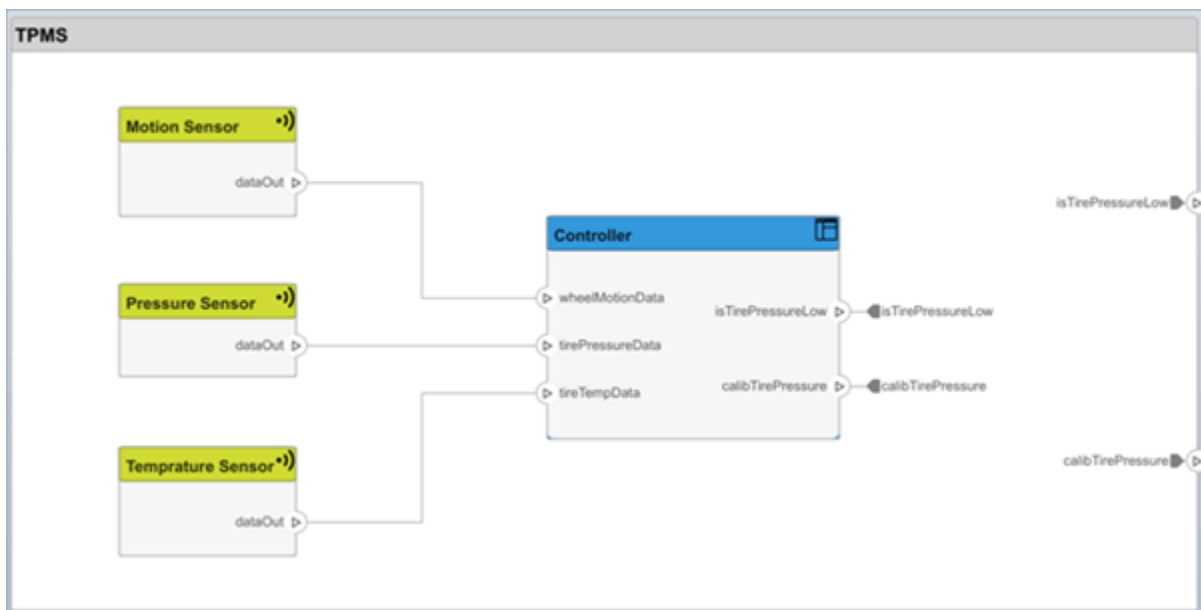 TPMS
Motion Sensor
dataOut
Pressure Sensor
dataOut
Temprature Sensor
dataOut
Controller
wheelMotionData
tirePressureData
tireTempData
isTirePressureLow
calibTirePressure
isTirePressureLow
calibTirePressure
isTirePressureLow
calibTirePressure